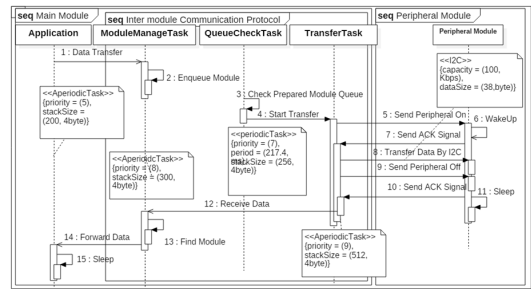 seq Main Module
seq Inter module Communication Protocol
seq Peripheral Module
Application
ModuleManageTask
QueueCheckTask
TransferTask
Peripheral Module
1 : Data Transfer
2 : Enqueue Module
<<I2C>>
{capacity = (100,
Kbps),
dataSize = (38,byte)}
<<AperiodicTask>>
{priority = (5),
stackSize =
(200, 4byte)}
3 : Check Prepared Module Queue
4 : Start Transfer
5 : Send Peripheral On
6 : WakeUp
7 : Send ACK Signal
<<periodicTask>>
{priority = (7),
period = (217.4,
stackSize = (256,
4byte)}
8 : Transfer Data By I2C
9 : Send Peripheral Off
<<AperiodicTask>>
{priority = (8),
stackSize = (300,
4byte)}
10 : Send ACK Signal
11 : Sleep
12 : Receive Data
13 : Find Module
14 : Forward Data
15 : Sleep
<<AperiodicTask>>
{priority = (9),
stackSize = (512,
4byte)}